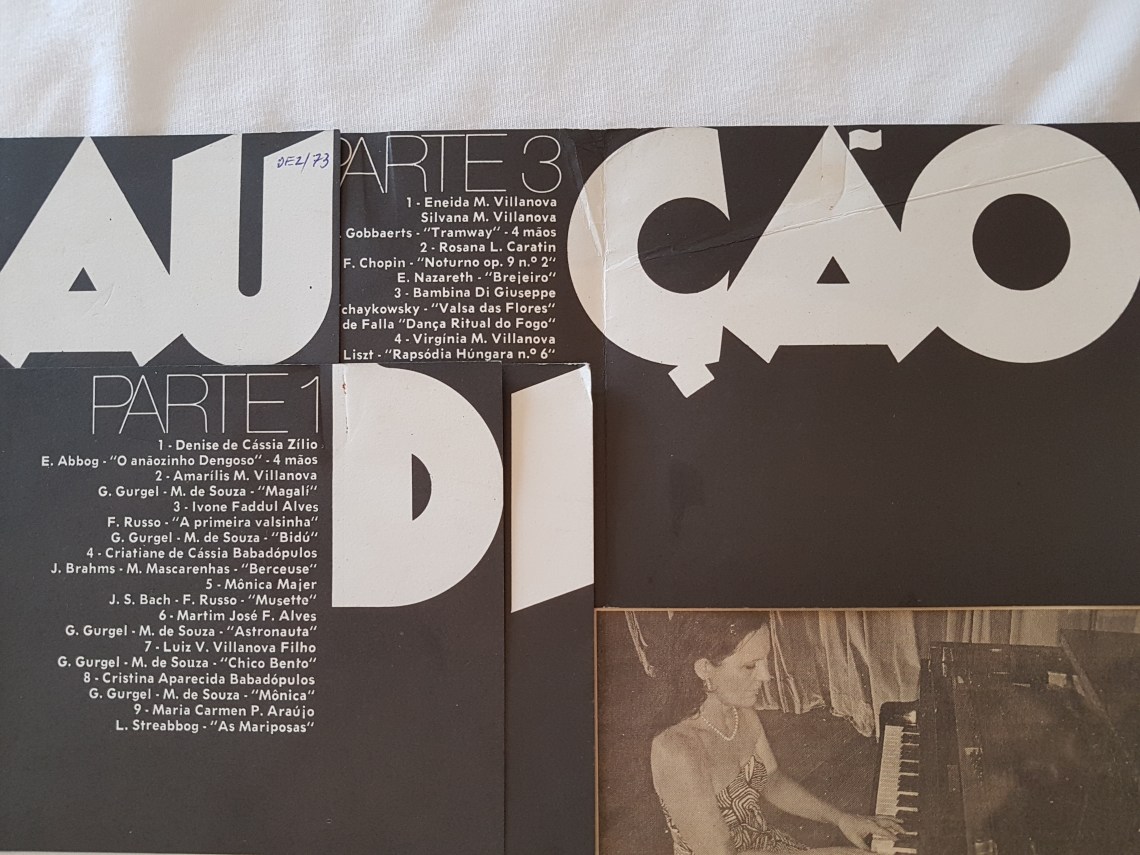 AU
DEZ/73
PARTE 3
1 - Eneida M. Villanova
Silvana M. Villanova
Gobbaerts - "Tramway" - 4 mãos
2 - Rosana L. Caratin
F. Chopin - "Noturno op. 9 n.º 2"
E. Nazareth - "Brejeiro"
3 - Bambina Di Giuseppe
chaykowsky - "Valsa das Flores"
de Falla "Dança Ritual do Fogo"
4 - Virgínia M. Villanova
Liszt - "Rapsódia Húngara n.º 6"
ÇÃO
PARTE 1
1 - Denise de Cássia Zílio
E. Abbog - "O anãozinho Dengoso" - 4 mãos
2 - Amarílis M. Villanova
G. Gurgel - M. de Souza - "Magalí"
3 - Ivone Faddul Alves
F. Russo - "A primeira valsinha"
G. Gurgel - M. de Souza - "Bidú"
4 - Criatiane de Cássia Babadópulos
J. Brahms - M. Mascarenhas - "Berceuse"
5 - Mônica Majer
J. S. Bach - F. Russo - "Musette"
6 - Martim José F. Alves
G. Gurgel - M. de Souza - "Astronauta"
7 - Luiz V. Villanova Filho
G. Gurgel - M. de Souza - "Chico Bento"
8 - Cristina Aparecida Babadópulos
G. Gurgel - M. de Souza - "Mônica"
9 - Maria Carmen P. Araújo
L. Streabbog - "As Mariposas"
DI